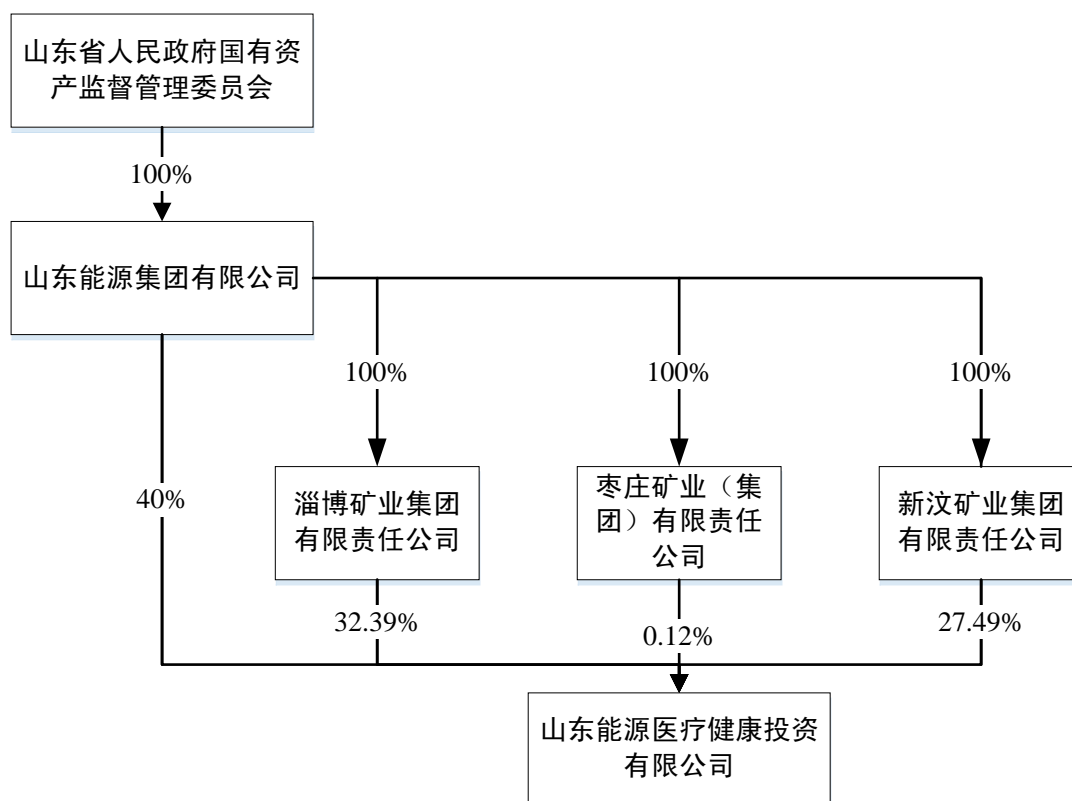 山东省人民政府国有资
产监督管理委员会
100%
山东能源集团有限公司
100%
100%
100%
40%
淄博矿业集团
有限责任公司
枣庄矿业（集
团）有限责任
公司
新汶矿业集团
有限责任公司
32.39%
0.12%
27.49%
山东能源医疗健康投资
有限公司